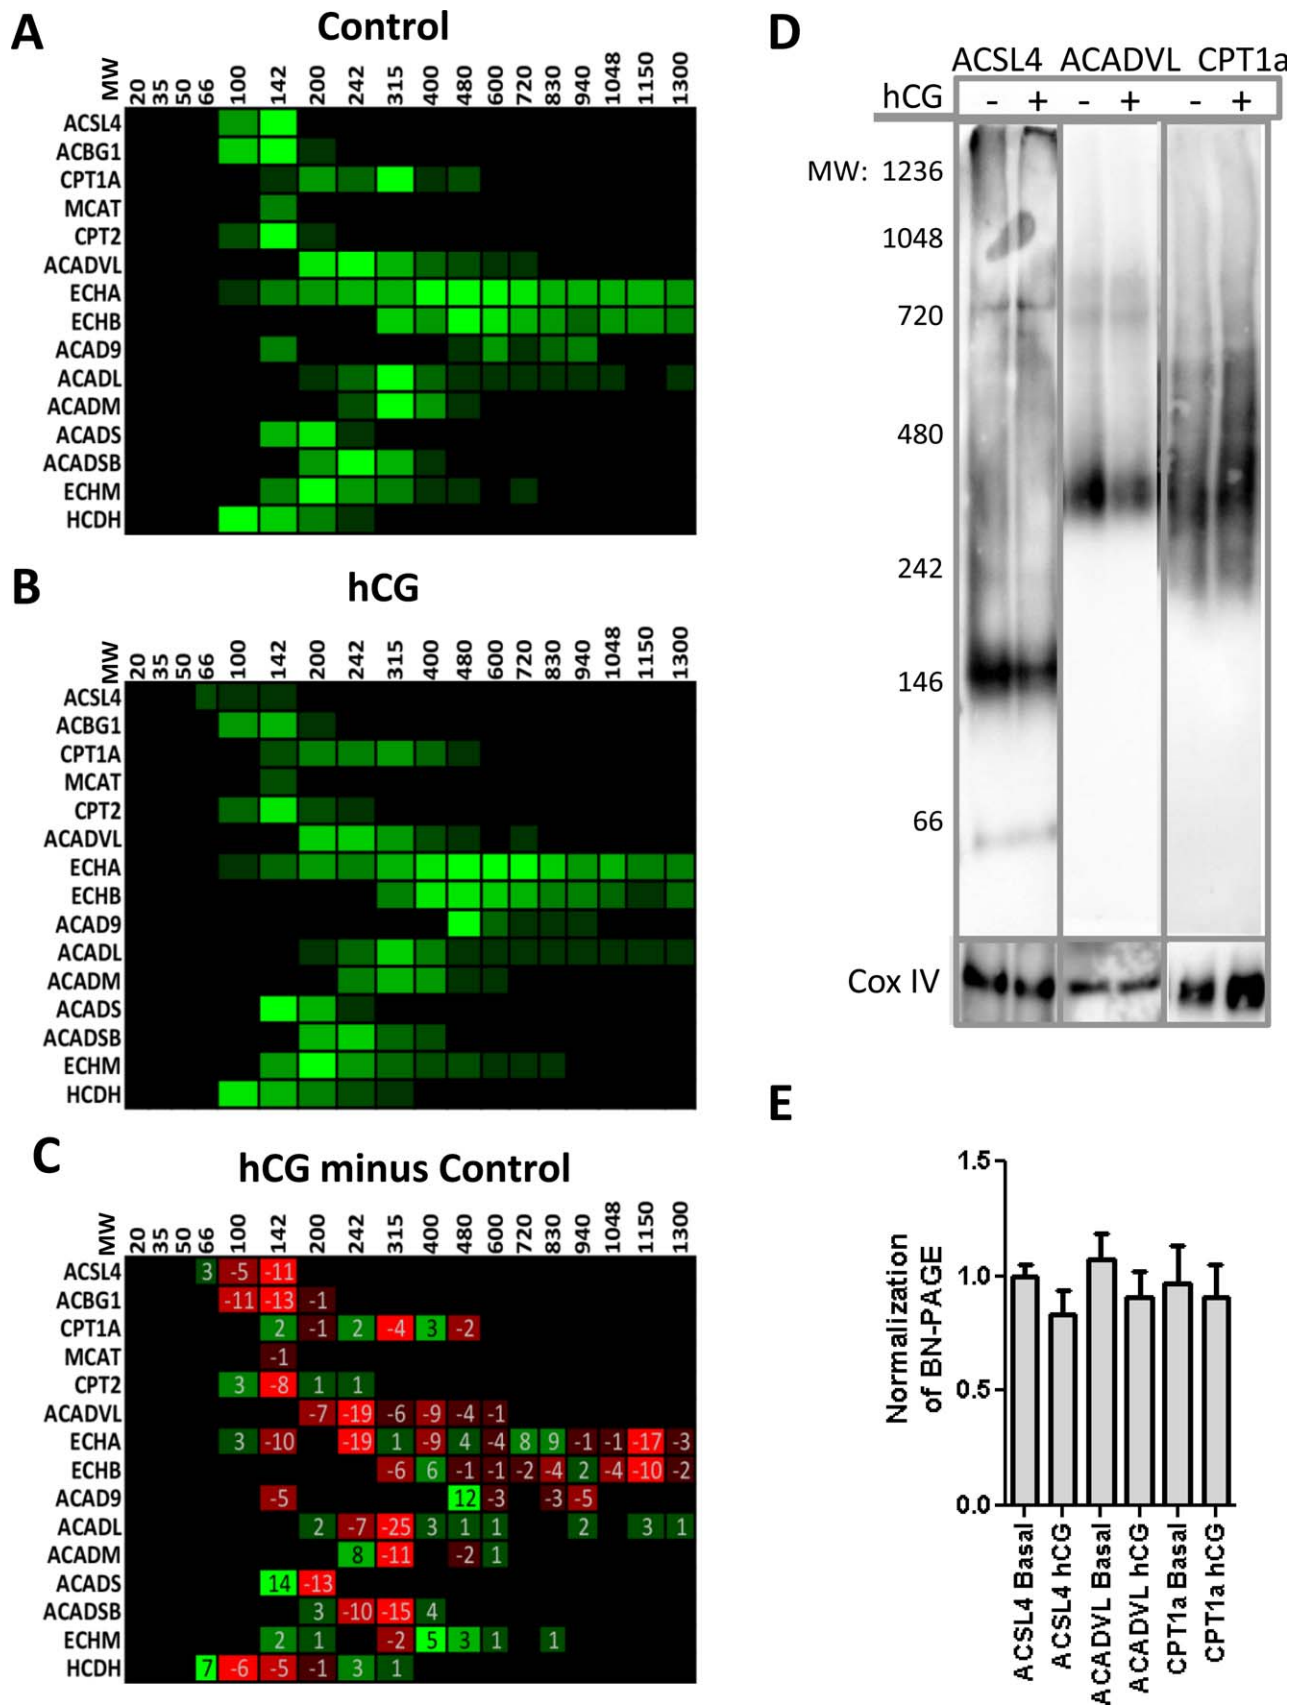 A
Control
MW 20 35 50 66 100 142 200 242 315 400 480 600 720 830 940 1048 1150 1300
ACSL4
ACBG1
CPT1A
MCAT
CPT2
ACADVL
ECHA
ECHB
ACAD9
ACADL
ACADM
ACADS
ACADSB
ECHM
HCDH
B
hCG
MW 20 35 50 66 100 142 200 242 315 400 480 600 720 830 940 1048 1150 1300
ACSL4
ACBG1
CPT1A
MCAT
CPT2
ACADVL
ECHA
ECHB
ACAD9
ACADL
ACADM
ACADS
ACADSB
ECHM
HCDH
C
hCG minus Control
MW 20 35 50 66 100 142 200 242 315 400 480 600 720 830 940 1048 1150 1300
ACSL4 3 -5 -11
ACBG1 -11 -13 -1
CPT1A 2 -1 2 -4 3 -2
MCAT -1
CPT2 3 -8 1 1
ACADVL -7 -19 -6 -9 -4 -1
ECHA 3 -10 -19 1 -9 4 -4 8 9 -1 -1 -17 -3
ECHB -6 6 -1 -1 -2 -4 2 -4 -10 -2
ACAD9 -5 12 -3 -3 -5
ACADL 2 -7 -25 3 1 1 2 3 1
ACADM 8 -11 -2 1
ACADS 14 -13
ACADSB 3 -10 -15 4
ECHM 2 1 -2 5 3 1 1
HCDH 7 -6 -5 -1 3 1
D
ACSL4 ACADVL CPT1a
hCG - + - + - +
MW: 1236
1048
720
480
242
146
66
Cox IV
E
Normalization
of BN-PAGE
1.5
1.0
0.5
0.0
ACSL4 Basal
ACSL4 hCG
ACADVL Basal
ACADVL hCG
CPT1a Basal
CPT1a hCG